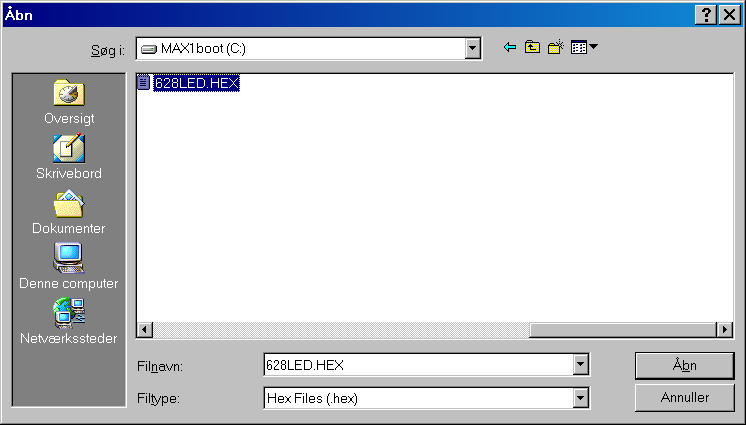 Åbn
Søg i: MAX1boot (C:)
628LED.HEX
Oversigt
Skrivebord
Dokumenter
Denne computer
Netværkssteder
Filnavn: 628LED.HEX Åbn
Filtype: Hex Files (.hex) Annuller